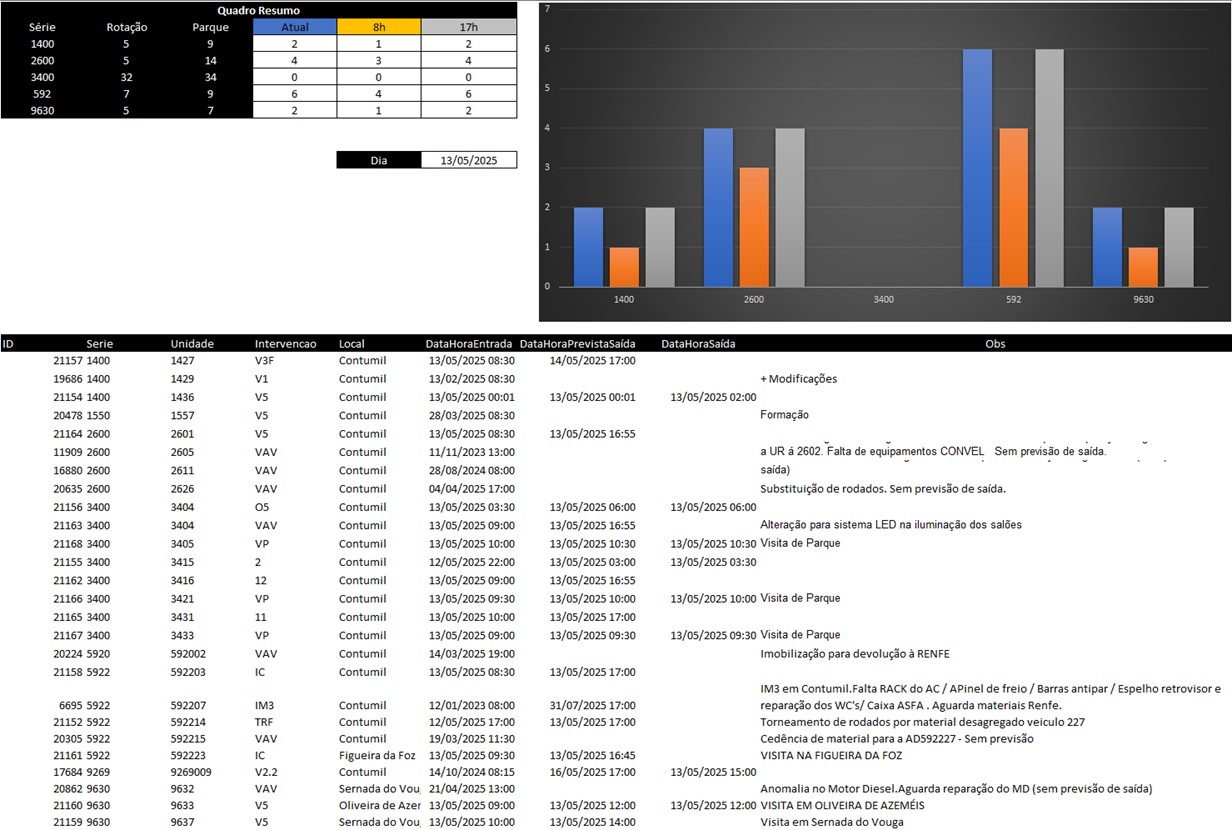 Quadro Resumo
Série Rotação Parque Atual 8h 17h
1400 5 9 2 1 2
2600 5 14 4 3 4
3400 32 34 0 0 0
592 7 9 6 4 6
9630 5 7 2 1 2
Dia 13/05/2025
7
6
5
4
3
2
1
0
1400 2600 3400 592 9630
ID Serie Unidade Intervencao Local DataHoraEntrada DataHoraPrevistaSaída DataHoraSaída Obs
21157 1400 1427 V3F Contumil 13/05/2025 08:30 14/05/2025 17:00
19686 1400 1429 V1 Contumil 13/02/2025 08:30 + Modificações
21154 1400 1436 V5 Contumil 13/05/2025 00:01 13/05/2025 00:01 13/05/2025 02:00
20478 1550 1557 V5 Contumil 28/03/2025 08:30 Formação
21164 2600 2601 V5 Contumil 13/05/2025 08:30 13/05/2025 16:55
11909 2600 2605 VAV Contumil 11/11/2023 13:00 a UR á 2602. Falta de equipamentos CONVEL Sem previsão de saída.
16880 2600 2611 VAV Contumil 28/08/2024 08:00 saída)
20635 2600 2626 VAV Contumil 04/04/2025 17:00 Substituição de rodados. Sem previsão de saída.
21156 3400 3404 O5 Contumil 13/05/2025 03:30 13/05/2025 06:00 13/05/2025 06:00
21163 3400 3404 VAV Contumil 13/05/2025 09:00 13/05/2025 16:55 Alteração para sistema LED na iluminação dos salões
21168 3400 3405 VP Contumil 13/05/2025 10:00 13/05/2025 10:30 13/05/2025 10:30 Visita de Parque
21155 3400 3415 2 Contumil 12/05/2025 22:00 13/05/2025 03:00 13/05/2025 03:30
21162 3400 3416 12 Contumil 13/05/2025 09:00 13/05/2025 16:55
21166 3400 3421 VP Contumil 13/05/2025 09:30 13/05/2025 10:00 13/05/2025 10:00 Visita de Parque
21165 3400 3431 11 Contumil 13/05/2025 10:00 13/05/2025 17:00
21167 3400 3433 VP Contumil 13/05/2025 09:00 13/05/2025 09:30 13/05/2025 09:30 Visita de Parque
20224 5920 592002 VAV Contumil 14/03/2025 19:00 Imobilização para devolução à RENFE
21158 5922 592203 IC Contumil 13/05/2025 08:30 13/05/2025 17:00
IM3 em Contumil.Falta RACK do AC / APinel de freio / Barras antipar / Espelho retrovisor e
6695 5922 592207 IM3 Contumil 12/01/2023 08:00 31/07/2025 17:00 reparação dos WC's/ Caixa ASFA . Aguarda materiais Renfe.
21152 5922 592214 TRF Contumil 12/05/2025 17:00 13/05/2025 17:00 Torneamento de rodados por material desagregado veiculo 227
20305 5922 592215 VAV Contumil 19/03/2025 11:30 Cedência de material para a AD592227 - Sem previsão
21161 5922 592223 IC Figueira da Foz 13/05/2025 09:30 13/05/2025 16:45 VISITA NA FIGUEIRA DA FOZ
17684 9269 9269009 V2.2 Contumil 14/10/2024 08:15 16/05/2025 17:00 13/05/2025 15:00
20862 9630 9632 VAV Sernada do Vou 21/04/2025 13:00 Anomalia no Motor Diesel.Aguarda reparação do MD (sem previsão de saída)
21160 9630 9633 V5 Oliveira de Azer 13/05/2025 09:00 13/05/2025 12:00 13/05/2025 12:00 VISITA EM OLIVEIRA DE AZEMÉIS
21159 9630 9637 V5 Sernada do Vou 13/05/2025 10:00 13/05/2025 14:00 Visita em Sernada do Vouga